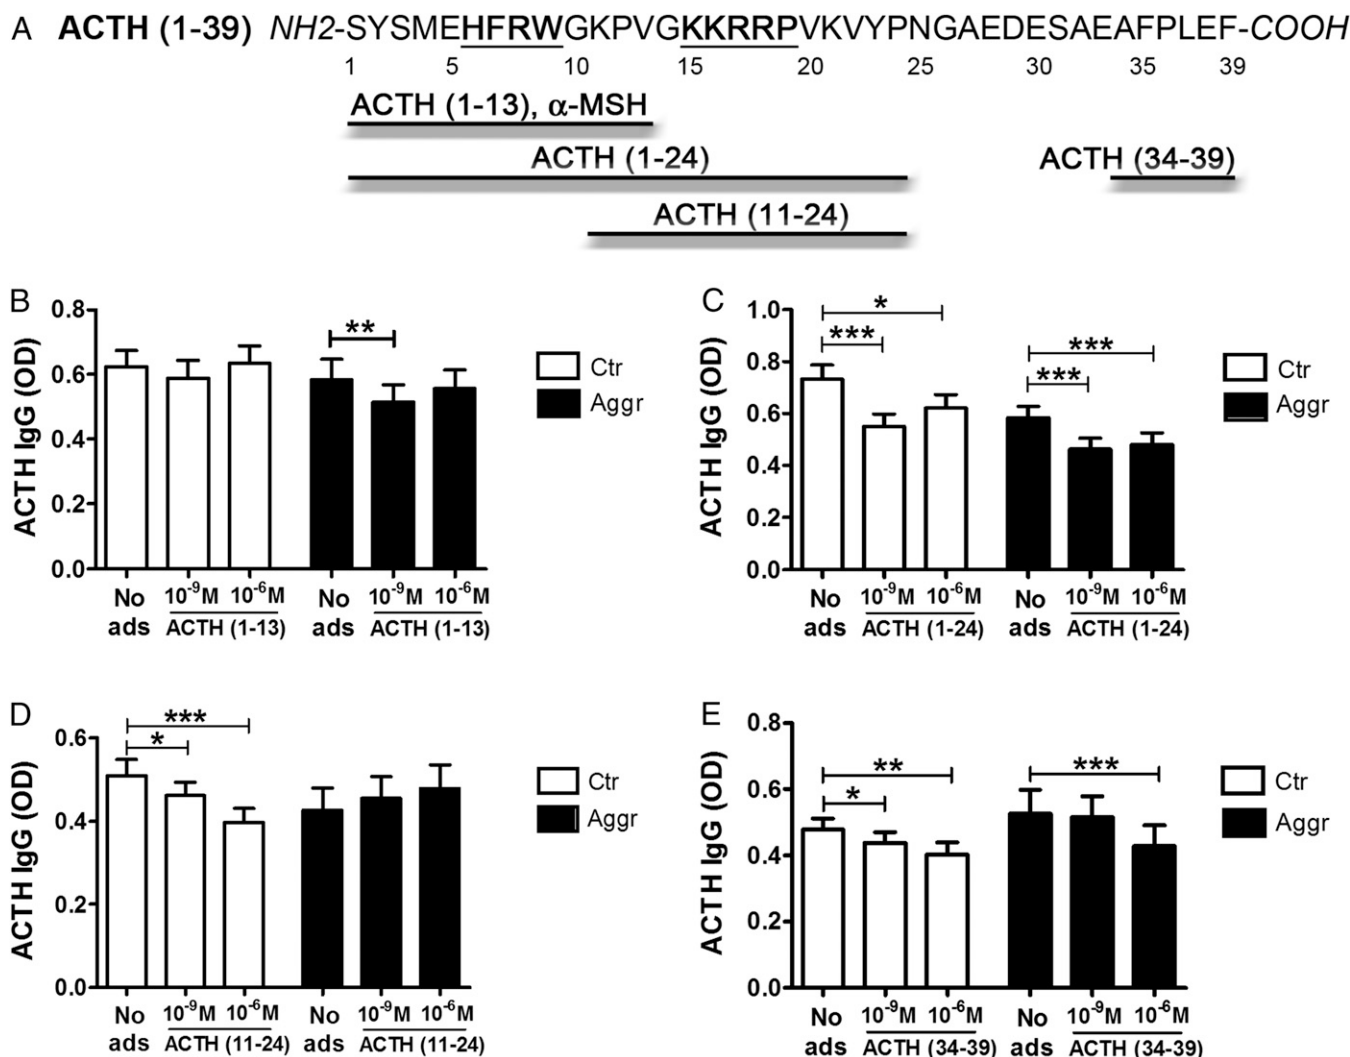 A ACTH (1-39) NH2-SYSMEHFRWGKPVGKKRRPVKVYPNGAEDESAEAFPLEF-COOH
1 5 10 15 20 25 30 35 39
ACTH (1-13), α-MSH
ACTH (1-24) ACTH (34-39)
ACTH (11-24)
B
ACTH IgG (OD)
0.8
0.6
0.4
0.2
0.0
**
Ctr
Aggr
No ads 10⁻⁹M 10⁻⁶M No ads 10⁻⁹M 10⁻⁶M
ACTH (1-13) ACTH (1-13)
C
ACTH IgG (OD)
1.0
0.8
0.6
0.4
0.2
0.0
*
***
***
***
Ctr
Aggr
No ads 10⁻⁹M 10⁻⁶M No ads 10⁻⁹M 10⁻⁶M
ACTH (1-24) ACTH (1-24)
D
ACTH IgG (OD)
0.6
0.4
0.2
0.0
***
*
Ctr
Aggr
No ads 10⁻⁹M 10⁻⁶M No ads 10⁻⁹M 10⁻⁶M
ACTH (11-24) ACTH (11-24)
E
ACTH IgG (OD)
0.8
0.6
0.4
0.2
0.0
**
*
***
Ctr
Aggr
No ads 10⁻⁹M 10⁻⁶M No ads 10⁻⁹M 10⁻⁶M
ACTH (34-39) ACTH (34-39)